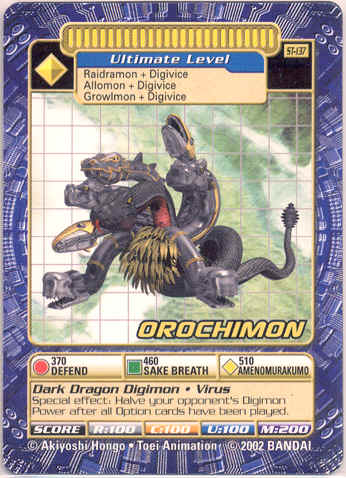 Ultimate Level
ST-137
Raidramon + Digivice
Allomon + Digivice
Growlmon + Digivice
OROCHIMON
370
DEFEND
460
SAKE BREATH
510
AMENOMURAKUMO
Dark Dragon Digimon • Virus
Special effect: Halve your opponent's Digimon
Power after all Option cards have been played.
SCORE R:100 C:100 U:100 M:200
© Akiyoshi Hongo • Toei Animation • © 2002 BANDAI